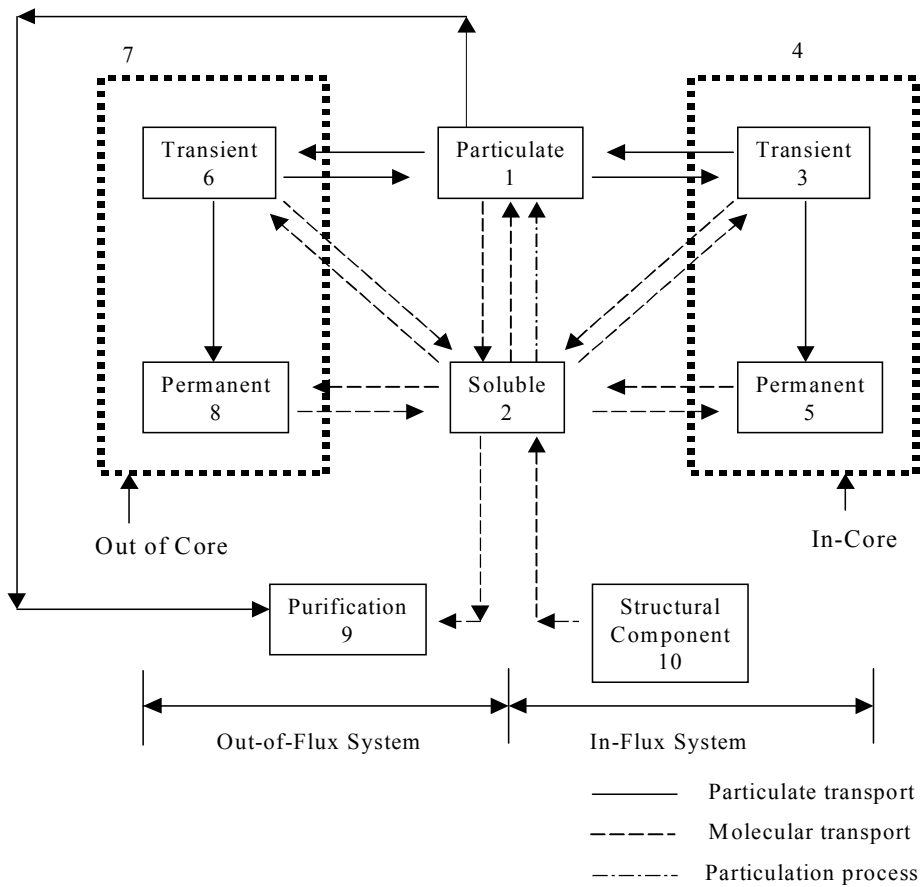 7
4
Transient
6
Particulate
1
Transient
3
Permanent
8
Soluble
2
Permanent
5
Out of Core
In-Core
Purification
9
Structural
Component
10
Out-of-Flux System
In-Flux System
Particulate transport
Molecular transport
Particulation process